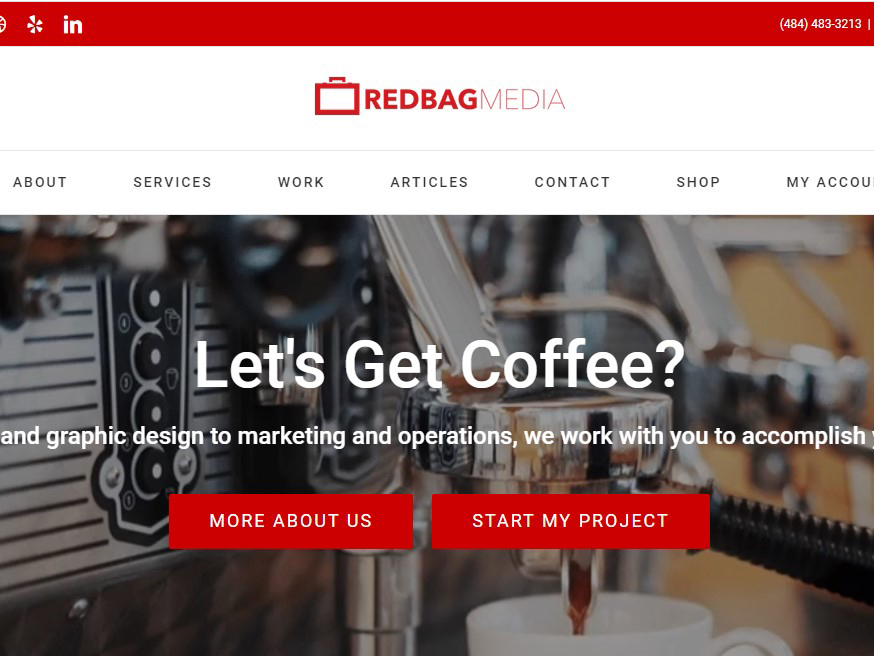 (484) 483-3213 |
REDBAGMEDIA
ABOUT SERVICES WORK ARTICLES CONTACT SHOP MY ACCOU
Let's Get Coffee?
and graphic design to marketing and operations, we work with you to accomplish
MORE ABOUT US START MY PROJECT